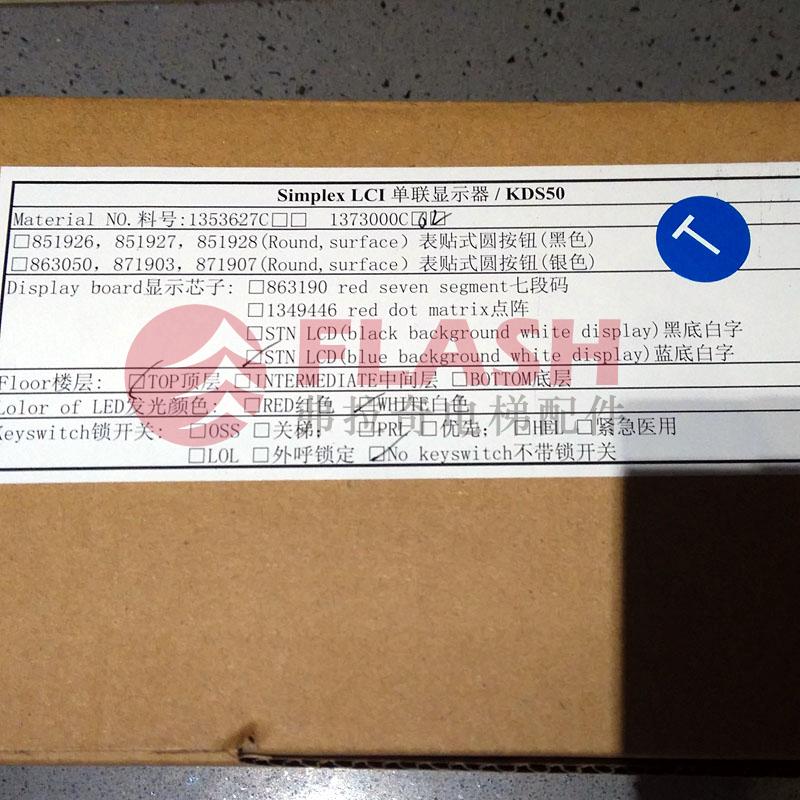 Simplex LCI 单联显示器 / KDS50
Material NO.料号:1353627C□□ 1373000C□□
T
□851926, 851927, 851928(Round,surface) 表贴式圆按钮(黑色)
□863050, 871903, 871907(Round,surface) 表贴式圆按钮(银色)
Display board显示芯子: □863190 red seven segment七段码
□1349446 red dot matrix点阵
□STN LCD(black background white display)黑底白字
☑STN LCD(blue background white display)蓝底白字
Floor楼层: ☑TOP顶层 □INTERMEDIATE中间层 □BOTTOM底层
Lolor of LED发光颜色: □RED红色 ☑WHITE白色
Keyswitch锁开关: □OSS □关梯; □PRL □优先; □HEL □紧急医用
□LOL □外呼锁定 ☑No keyswitch不带锁开关
FLASH
弗拉奇电梯配件